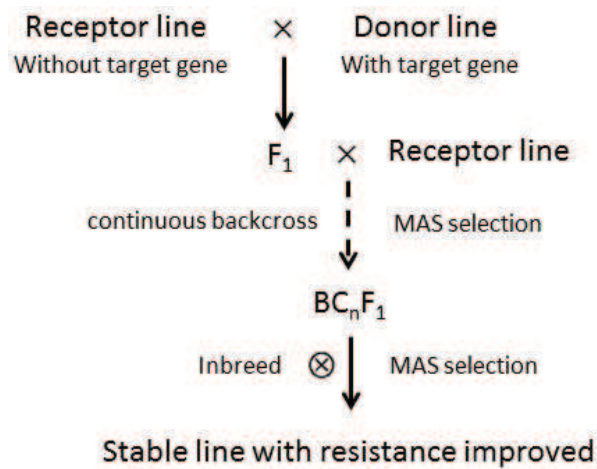 Receptor line × Donor line
Without target gene With target gene
F₁ × Receptor line
continuous backcross MAS selection
BCₙF₁
Inbreed ⊗ MAS selection
Stable line with resistance improved